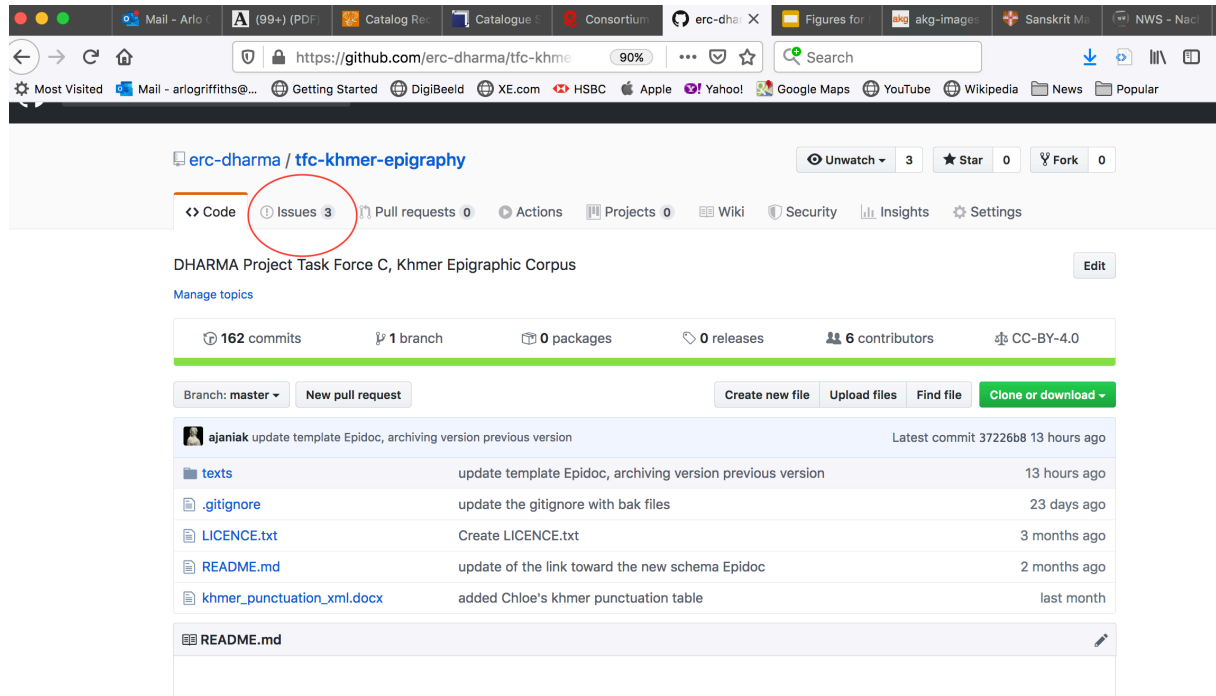 Mail - Arlo G (99+) (PDF) Catalog Rec Catalogue S Consortium erc-dhar Figures for akg-images Sanskrit Ma NWS - Nach
https://github.com/erc-dharma/tfc-khme 90% Search
Most Visited Mail - arlogriffiths@... Getting Started DigiBeeld XE.com HSBC Apple Yahoo! Google Maps YouTube Wikipedia News Popular
erc-dharma / tfc-khmer-epigraphy Unwatch 3 Star 0 Fork 0
Code Issues 3 Pull requests 0 Actions Projects 0 Wiki Security Insights Settings
DHARMA Project Task Force C, Khmer Epigraphic Corpus Edit
Manage topics
162 commits 1 branch 0 packages 0 releases 6 contributors CC-BY-4.0
Branch: master New pull request Create new file Upload files Find file Clone or download
ajaniak update template Epidoc, archiving version previous version Latest commit 37226b8 13 hours ago
texts update template Epidoc, archiving version previous version 13 hours ago
.gitignore update the gitignore with bak files 23 days ago
LICENCE.txt Create LICENCE.txt 3 months ago
README.md update of the link toward the new schema Epidoc 2 months ago
khmer_punctuation_xml.docx added Chloe's khmer punctuation table last month
README.md